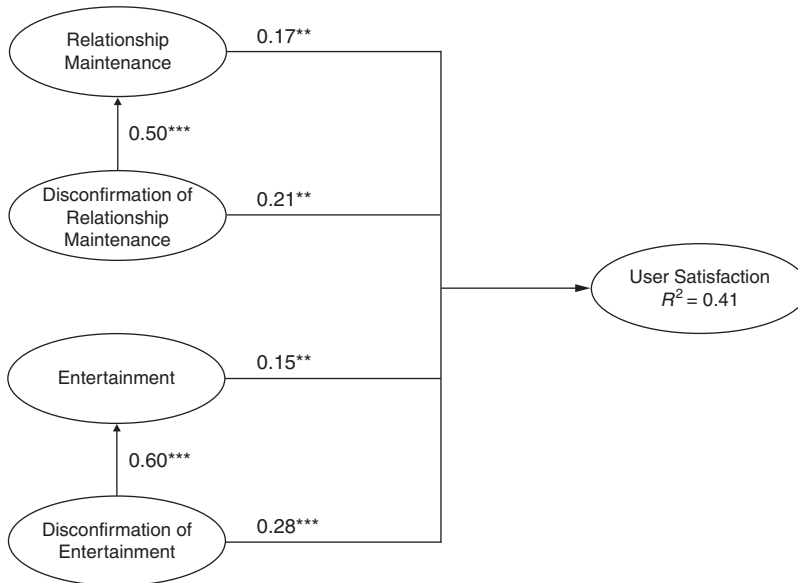 Relationship
Maintenance
0.17**
0.50***
Disconfirmation of
Relationship
Maintenance
0.21**
User Satisfaction
R² = 0.41
Entertainment
0.15**
0.60***
Disconfirmation of
Entertainment
0.28***